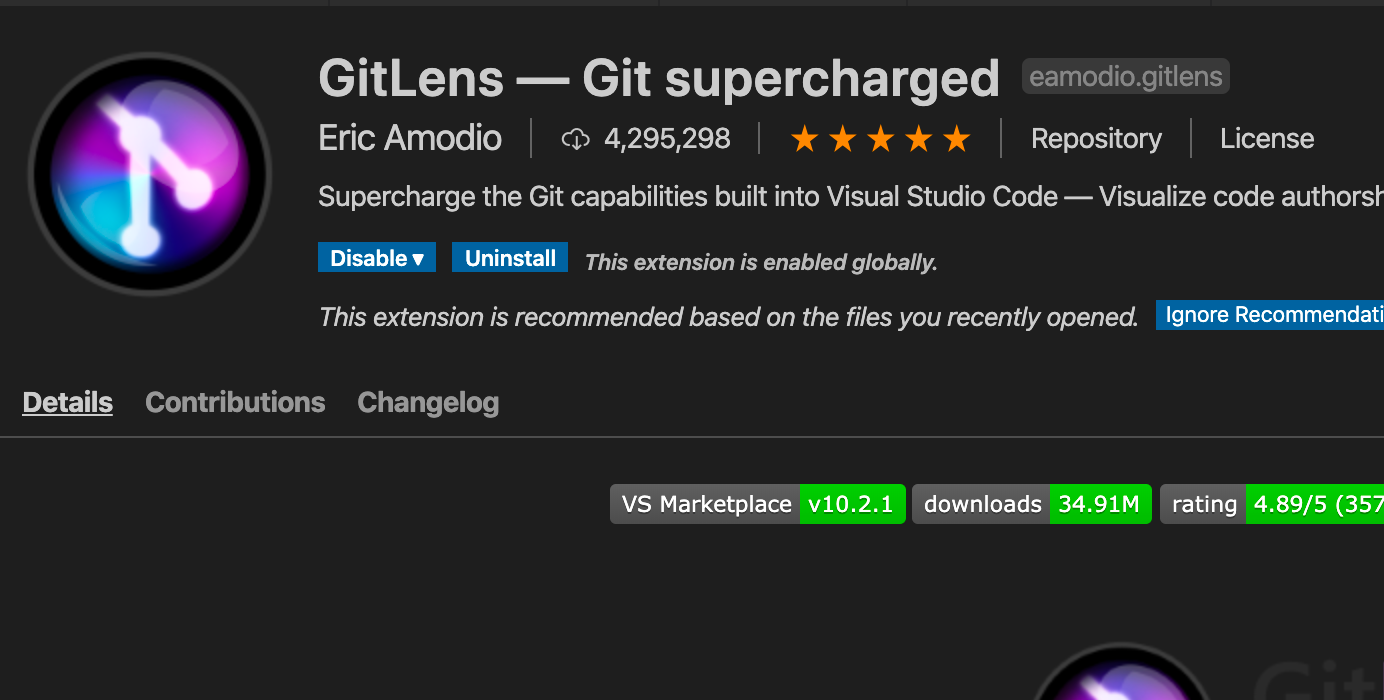 GitLens — Git supercharged eamodio.gitlens
Eric Amodio 4,295,298 Repository License
Supercharge the Git capabilities built into Visual Studio Code — Visualize code authorsh
Disable ▾ Uninstall This extension is enabled globally.
This extension is recommended based on the files you recently opened. Ignore Recommendati
Details Contributions Changelog
VS Marketplace v10.2.1 downloads 34.91M rating 4.89/5 (357
Git